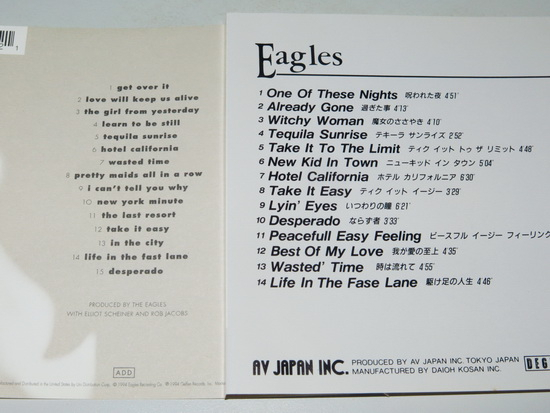 1 get over it
2 love will keep us alive
3 the girl from yesterday
4 learn to be still
5 tequila sunrise
6 hotel california
7 wasted time
8 pretty maids all in a row
9 i can't tell you why
10 new york minute
11 the last resort
12 take it easy
13 in the city
14 life in the fast lane
15 desperado
PRODUCED BY THE EAGLES
WITH ELLIOT SCHEINER AND ROB JACOBS
ADD
Eagles
1 One Of These Nights 呪われた夜 4'51"
2 Already Gone 過ぎた事 4'13"
3 Witchy Woman 魔女のささやき 4'10"
4 Tequila Sunrise テキーラ サンライズ 2'52"
5 Take It To The Limit ティク イット トゥ ザ リミット 4'48"
6 New Kid In Town ニューキッド イン タウン 5'04"
7 Hotel California ホテル カリフォルニア 6'30"
8 Take It Easy ティク イット イージー 3'29"
9 Lyin' Eyes いつわりの瞳 6'21"
10 Desperado ならず者 3'33"
11 Peacefull Easy Feeling ピースフル イージー フィーリング
12 Best Of My Love 我が愛の至上 4'35"
13 Wasted' Time 時は流れて 4'55"
14 Life In The Fase Lane 駆け足の人生 4'46"
AV JAPAN INC. PRODUCED BY AV JAPAN INC. TOKYO JAPAN
MANUFACTURED BY DAIOH KOSAN INC.
DEG